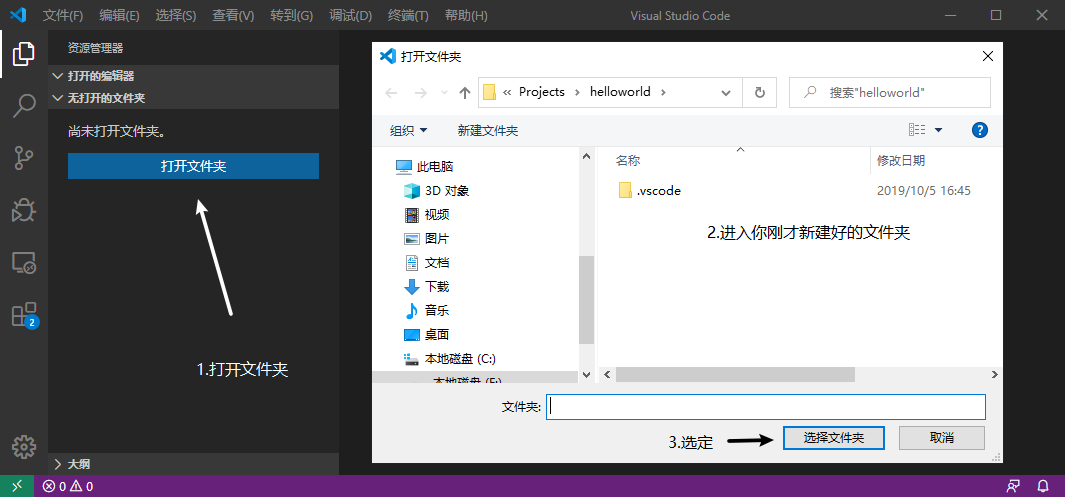 文件(F) 编辑(E) 选择(S) 查看(V) 转到(G) 调试(D) 终端(T) 帮助(H) Visual Studio Code
资源管理器
打开的编辑器
无打开的文件夹
尚未打开文件夹。
打开文件夹
1.打开文件夹
大纲
2
0 0
打开文件夹
« Projects › helloworld ›
搜索"helloworld"
组织 新建文件夹
?
此电脑
3D 对象
视频
图片
文档
下载
音乐
桌面
本地磁盘 (C:)
本地磁盘 (E:)
名称 修改日期
.vscode 2019/10/5 16:45
2.进入你刚才新建好的文件夹
文件夹:
3.选定
选择文件夹 取消